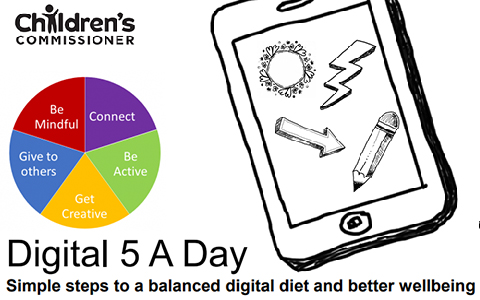 Children's
COMMISSIONER
Be
Mindful
Connect
Give to
others
Be
Active
Get
Creative
Digital 5 A Day
Simple steps to a balanced digital diet and better wellbeing